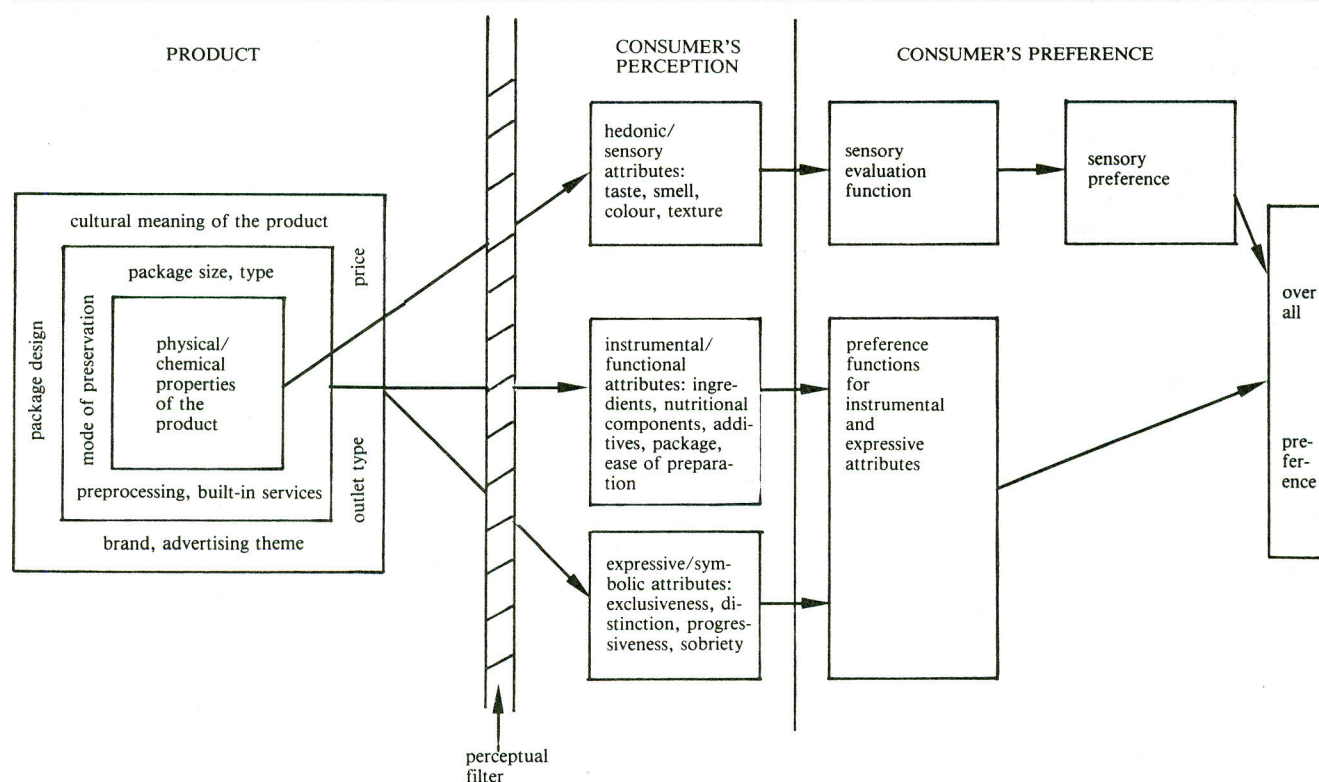 PRODUCT
CONSUMER'S
PERCEPTION
CONSUMER'S PREFERENCE
cultural meaning of the product
package design
price
outlet type
brand, advertising theme
package size, type
mode of preservation
preprocessing, built-in services
physical/
chemical
properties
of the
product
hedonic/
sensory
attributes:
taste, smell,
colour, texture
instrumental/
functional
attributes: ingre-
dients, nutritional
components, addi-
tives, package,
ease of prepara-
tion
expressive/sym-
bolic attributes:
exclusiveness, di-
stinction, progres-
siveness, sobriety
sensory
evaluation
function
sensory
preference
preference
functions
for
instrumental
and
expressive
attributes
over
all
pre-
fer-
ence
perceptual
filter